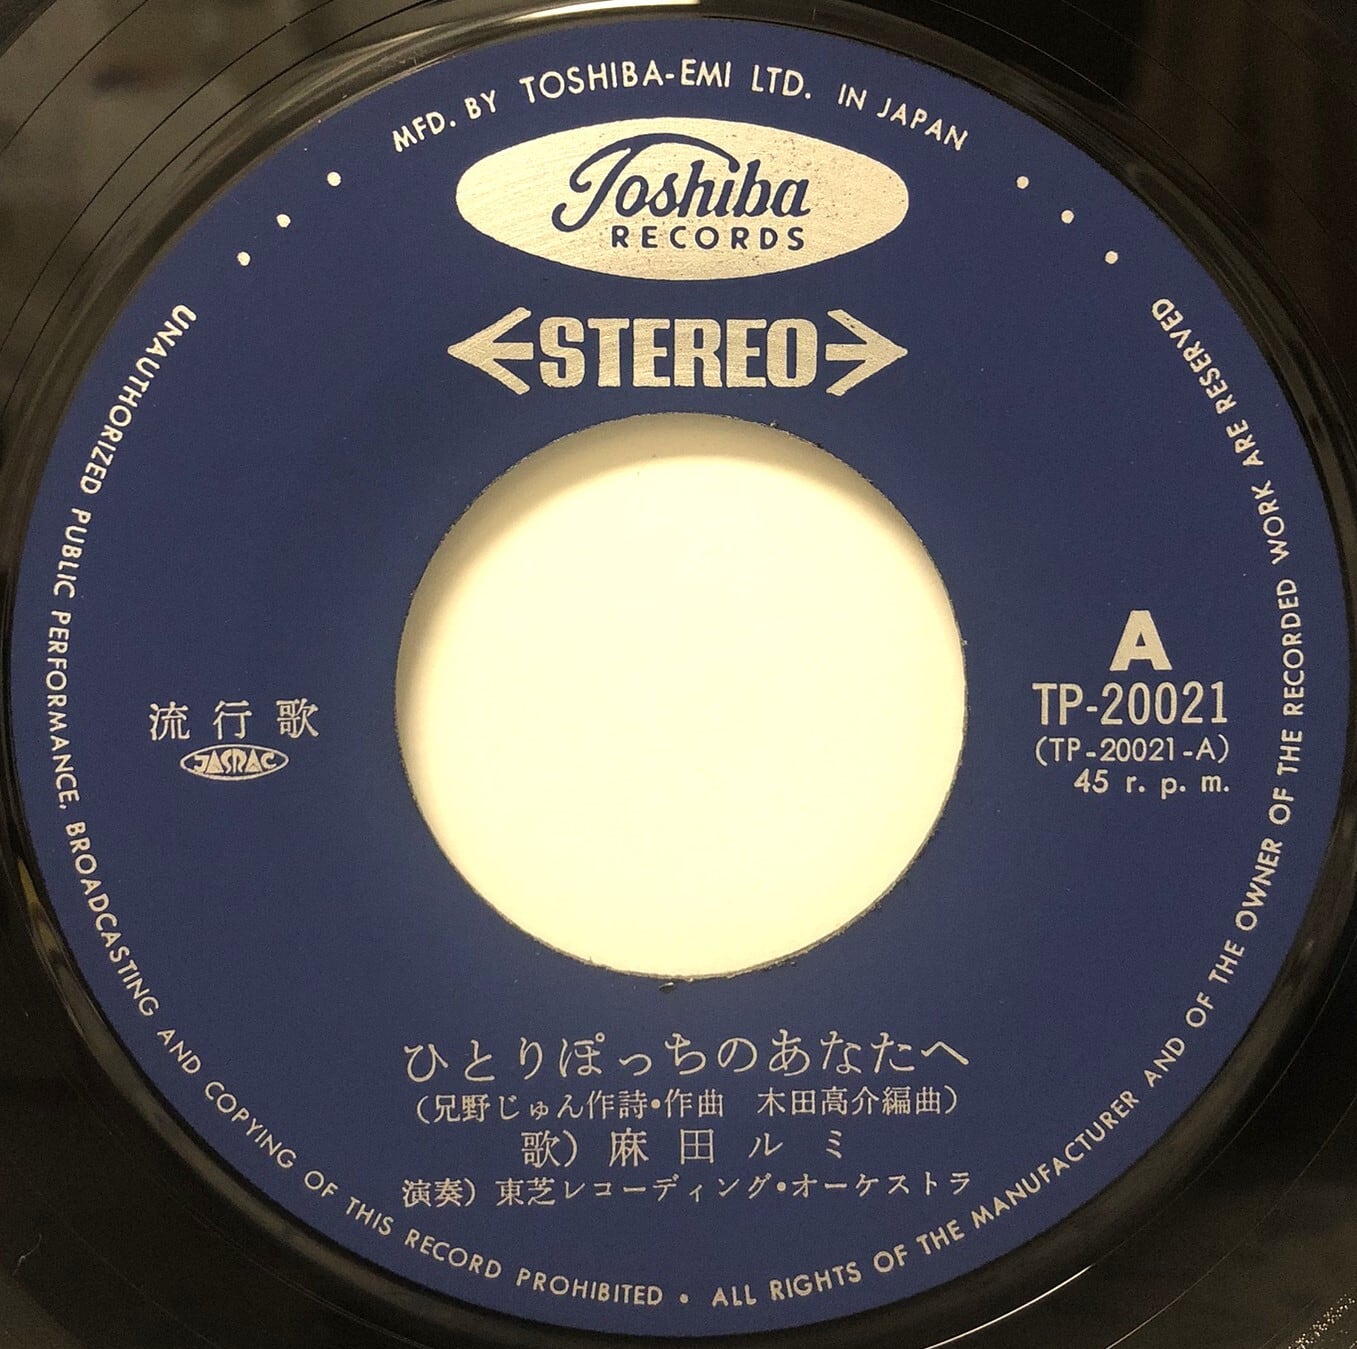 MFD. BY TOSHIBA-EMI LTD. IN JAPAN
Toshiba
RECORDS
STEREO
A
TP-20021
(TP-20021-A)
45 r. p. m.
流行歌
JASRAC
ひとりぽっちのあなたへ
(兄野じゅん作詩・作曲　木田高介編曲)
歌) 麻田ルミ
演奏) 東芝レコーディング・オーケストラ
UNAUTHORIZED PUBLIC PERFORMANCE, BROADCASTING AND COPYING OF THIS RECORD PROHIBITED • ALL RIGHTS OF THE MANUFACTURER AND OF THE OWNER OF THE RECORDED WORK ARE RESERVED